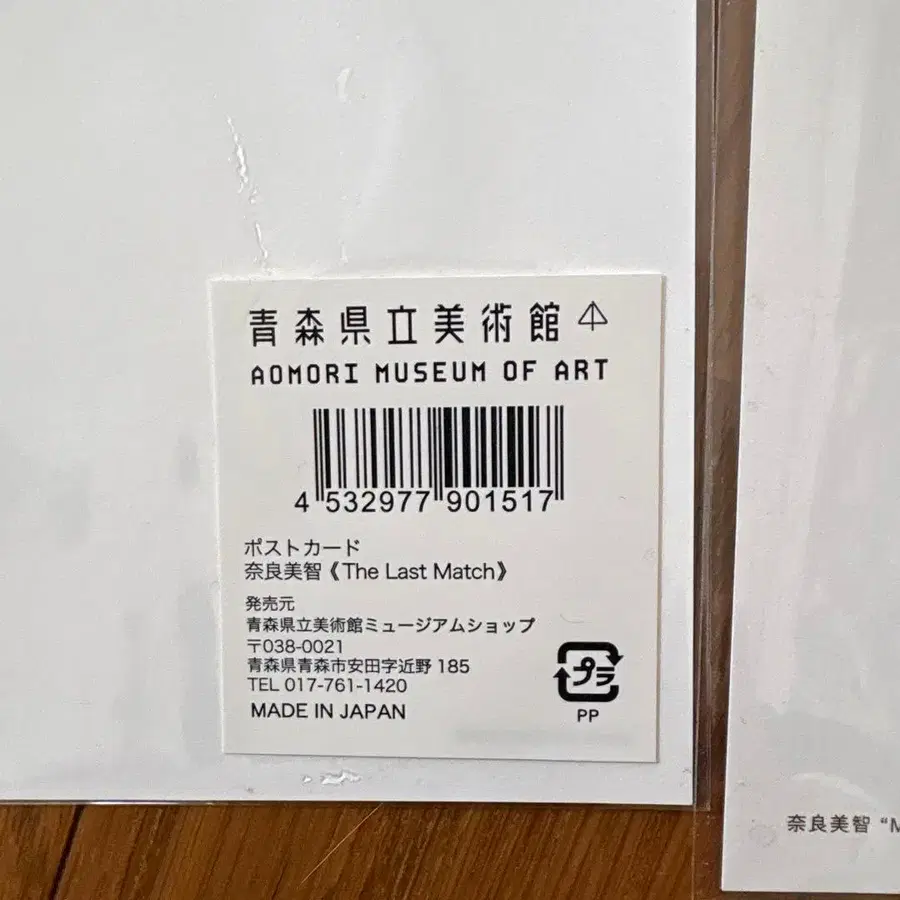 青森県立美術館
AOMORI MUSEUM OF ART
4 532977 901517
ポストカード
奈良美智《The Last Match》
発売元
青森県立美術館ミュージアムショップ
〒038-0021
青森県青森市安田字近野 185
TEL 017-761-1420
MADE IN JAPAN
プラ
PP
奈良美智 “M